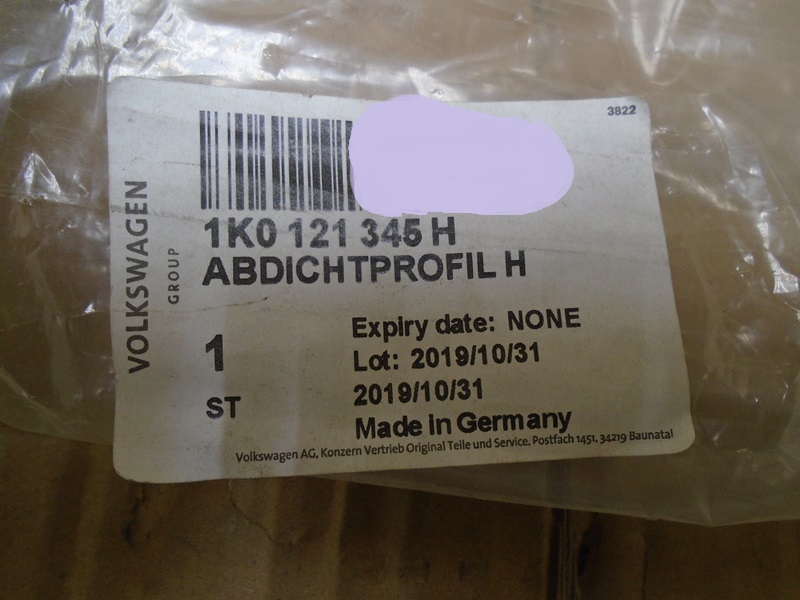 3822
VOLKSWAGEN
GROUP
1K0 121 345 H
ABDICHTPROFIL H
1
ST
Expiry date: NONE
Lot: 2019/10/31
2019/10/31
Made in Germany
Volkswagen AG, Konzern Vertrieb Original Teile und Service, Postfach 1451, 34219 Baunatal